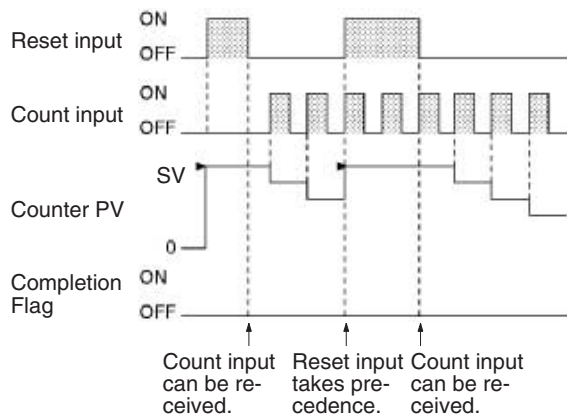 ON
Reset input
OFF
ON
Count input
OFF
SV
Counter PV
0
Completion
Flag
ON
OFF
Count input
can be re-
ceived.
Reset input
takes pre-
cedence.
Count input
can be re-
ceived.